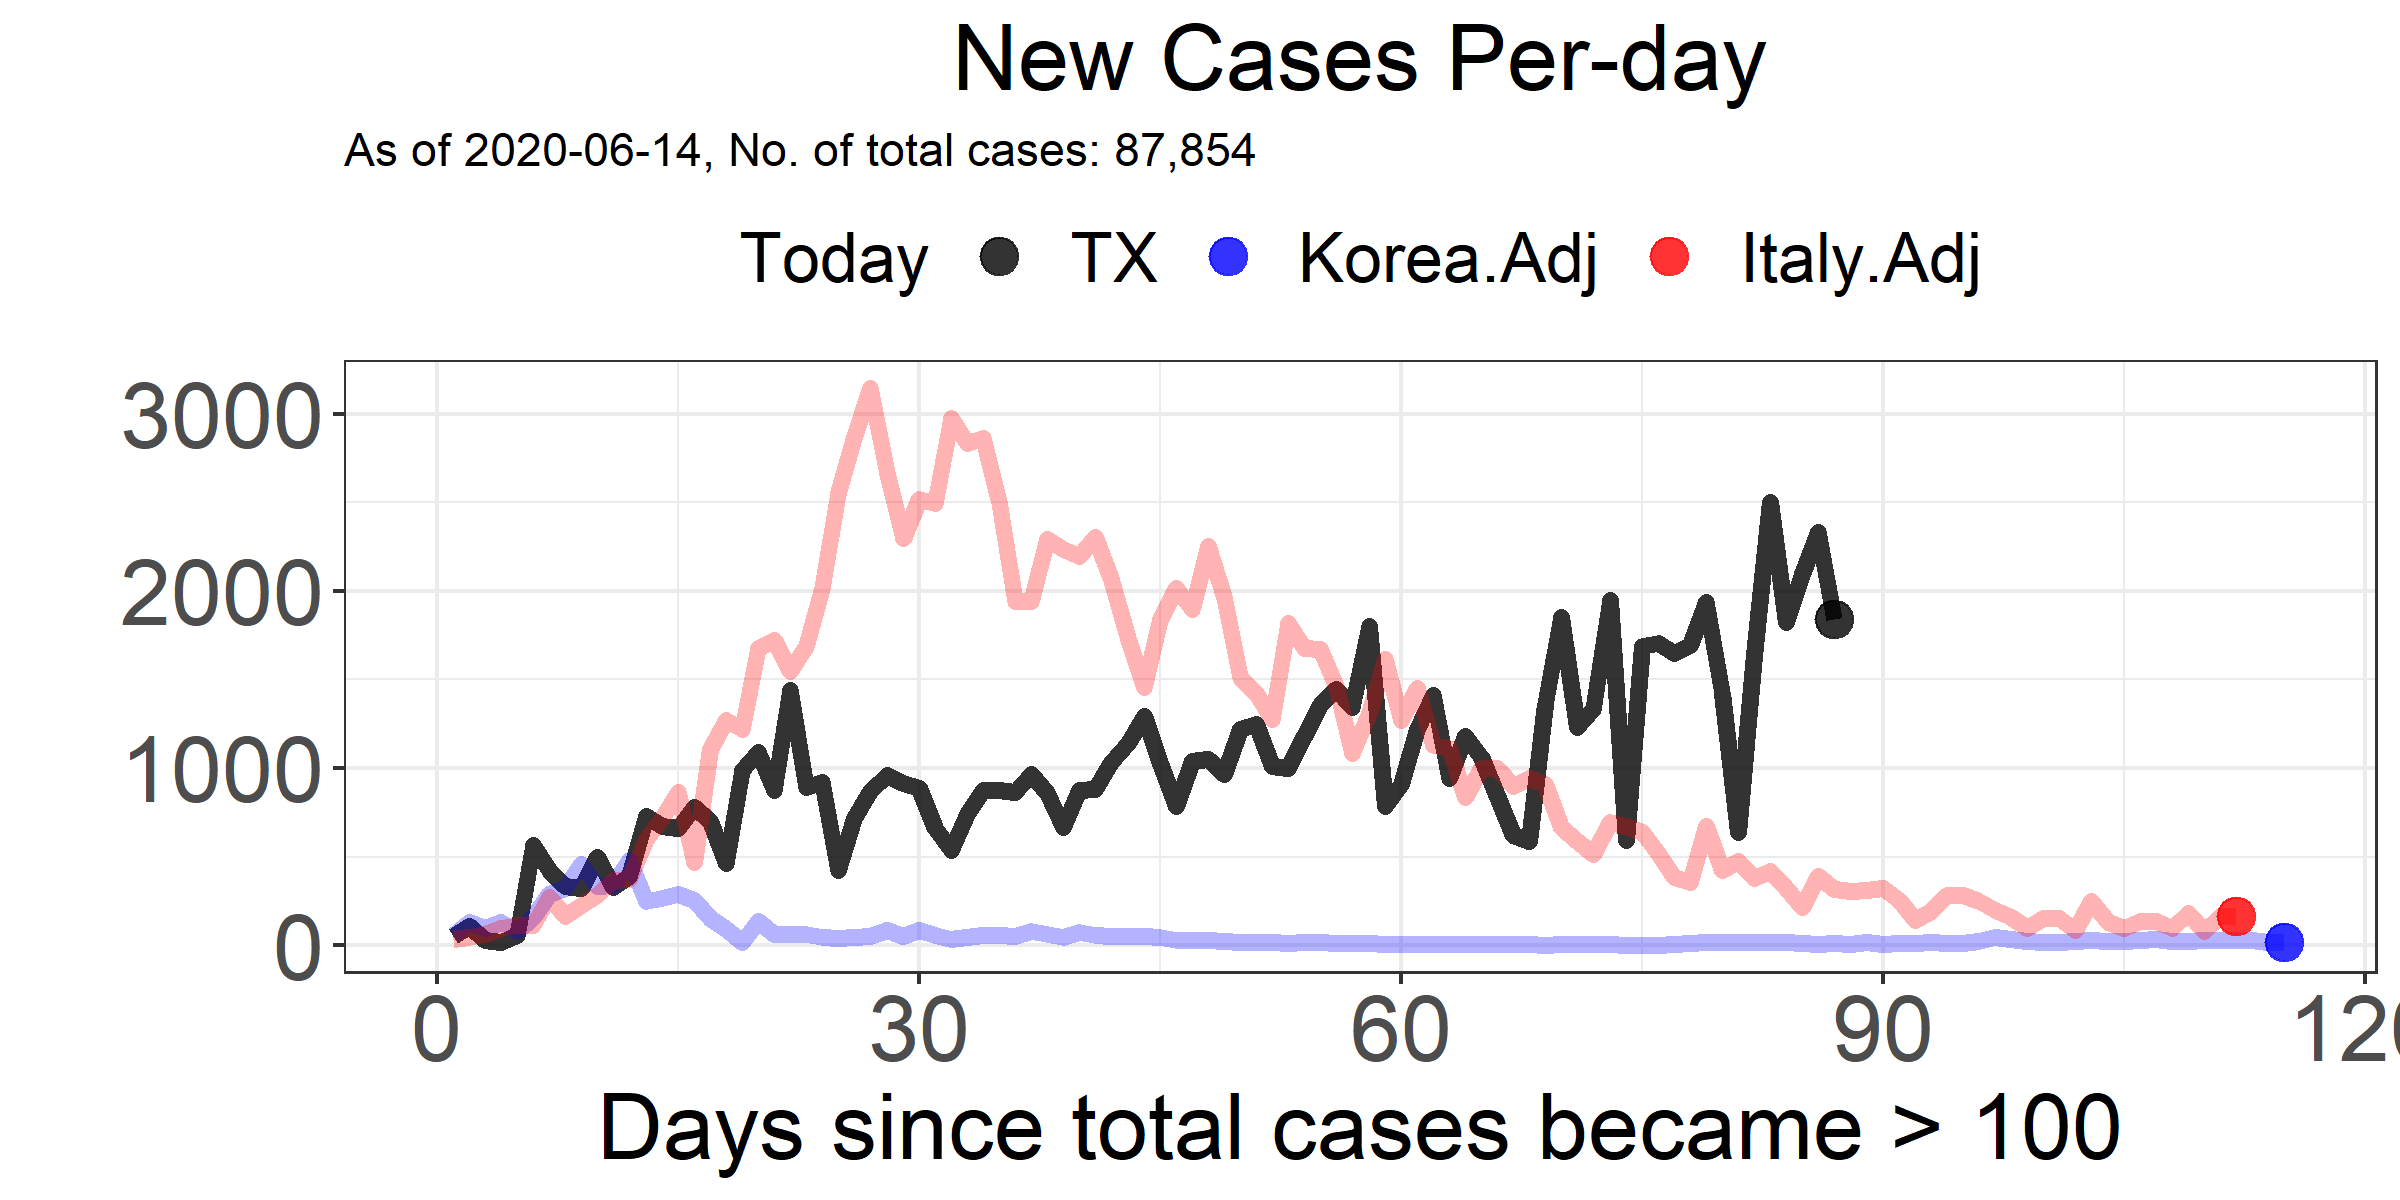 New Cases Per-day
As of 2020-06-14, No. of total cases: 87,854
Today TX Korea.Adj Italy.Adj
3000
2000
1000
0
0 30 60 90 120
Days since total cases became > 100